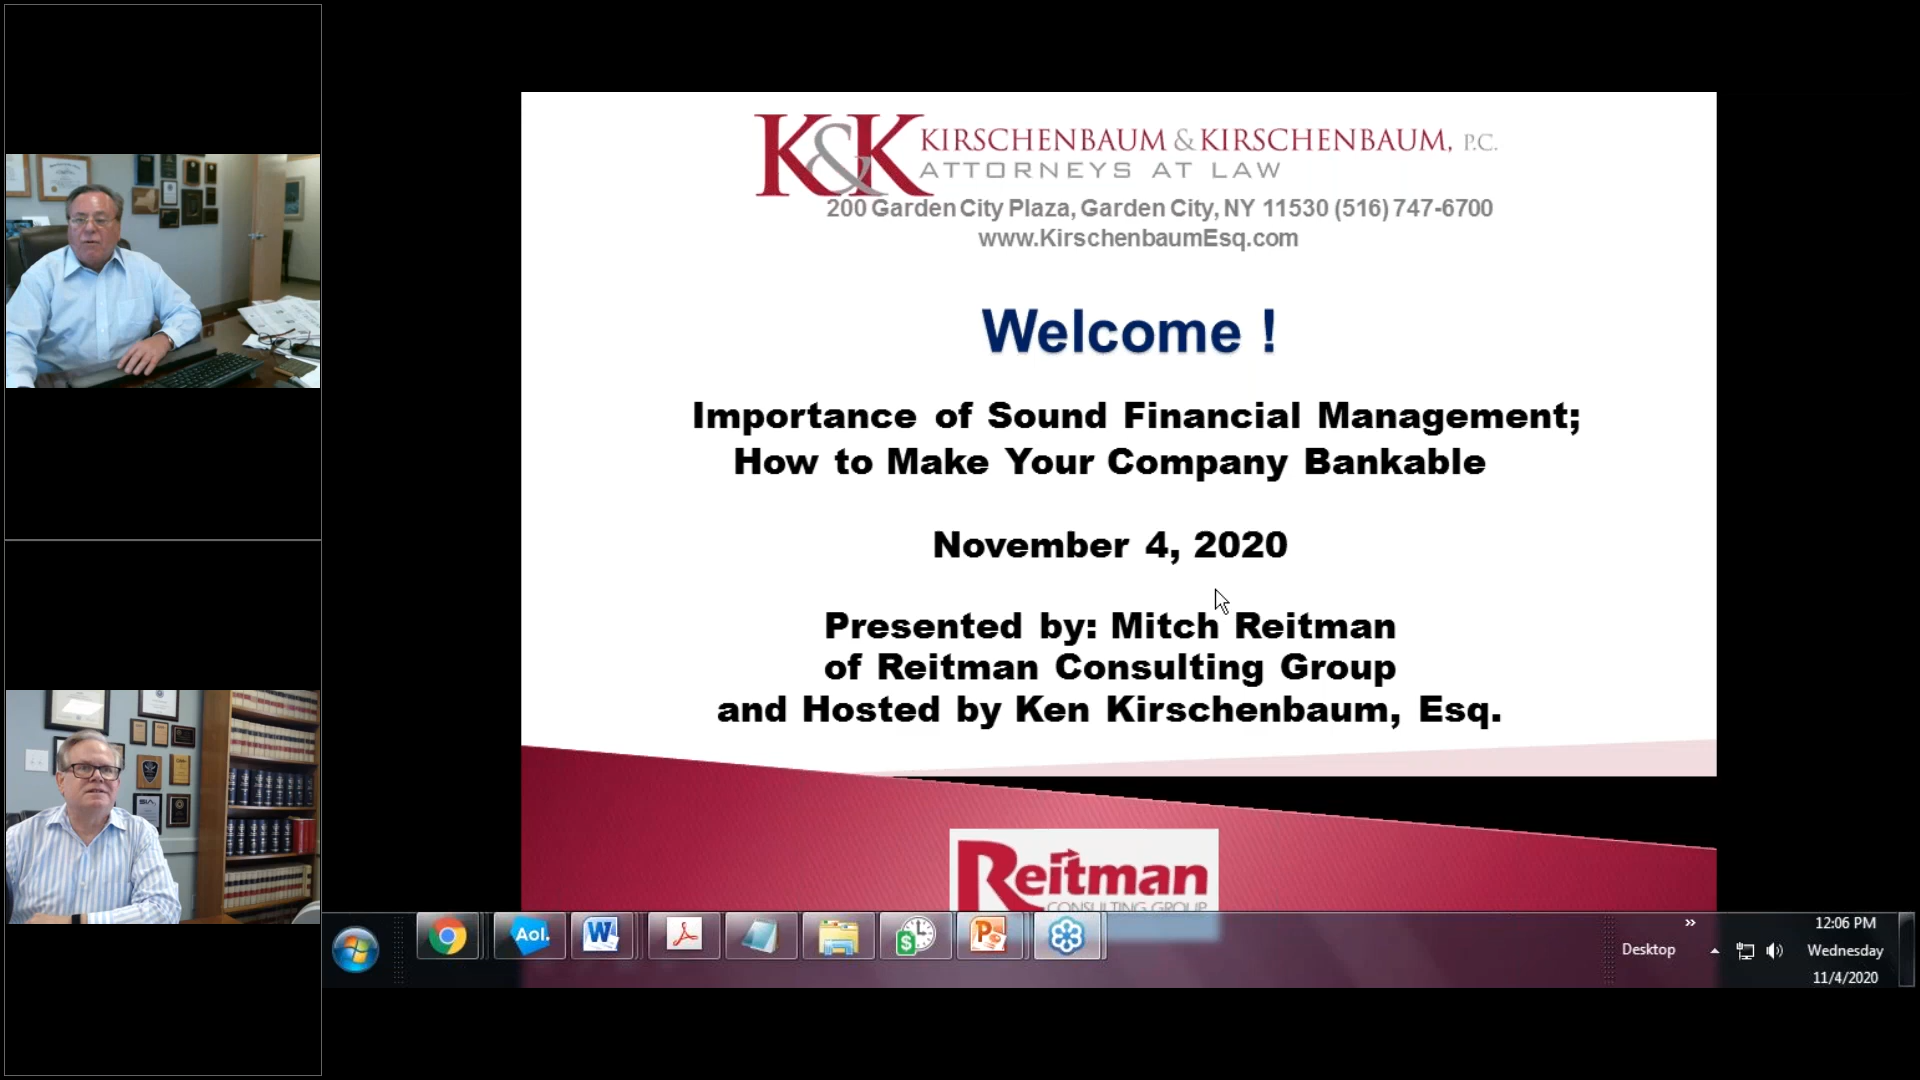 K&K KIRSCHENBAUM & KIRSCHENBAUM, P.C.
ATTORNEYS AT LAW
200 Garden City Plaza, Garden City, NY 11530 (516) 747-6700
www.KirschenbaumEsq.com
Welcome !
Importance of Sound Financial Management;
How to Make Your Company Bankable
November 4, 2020
Presented by: Mitch Reitman
of Reitman Consulting Group
and Hosted by Ken Kirschenbaum, Esq.
Reitman
CONSULTING GROUP
Aol.
Desktop
12:06 PM
Wednesday
11/4/2020